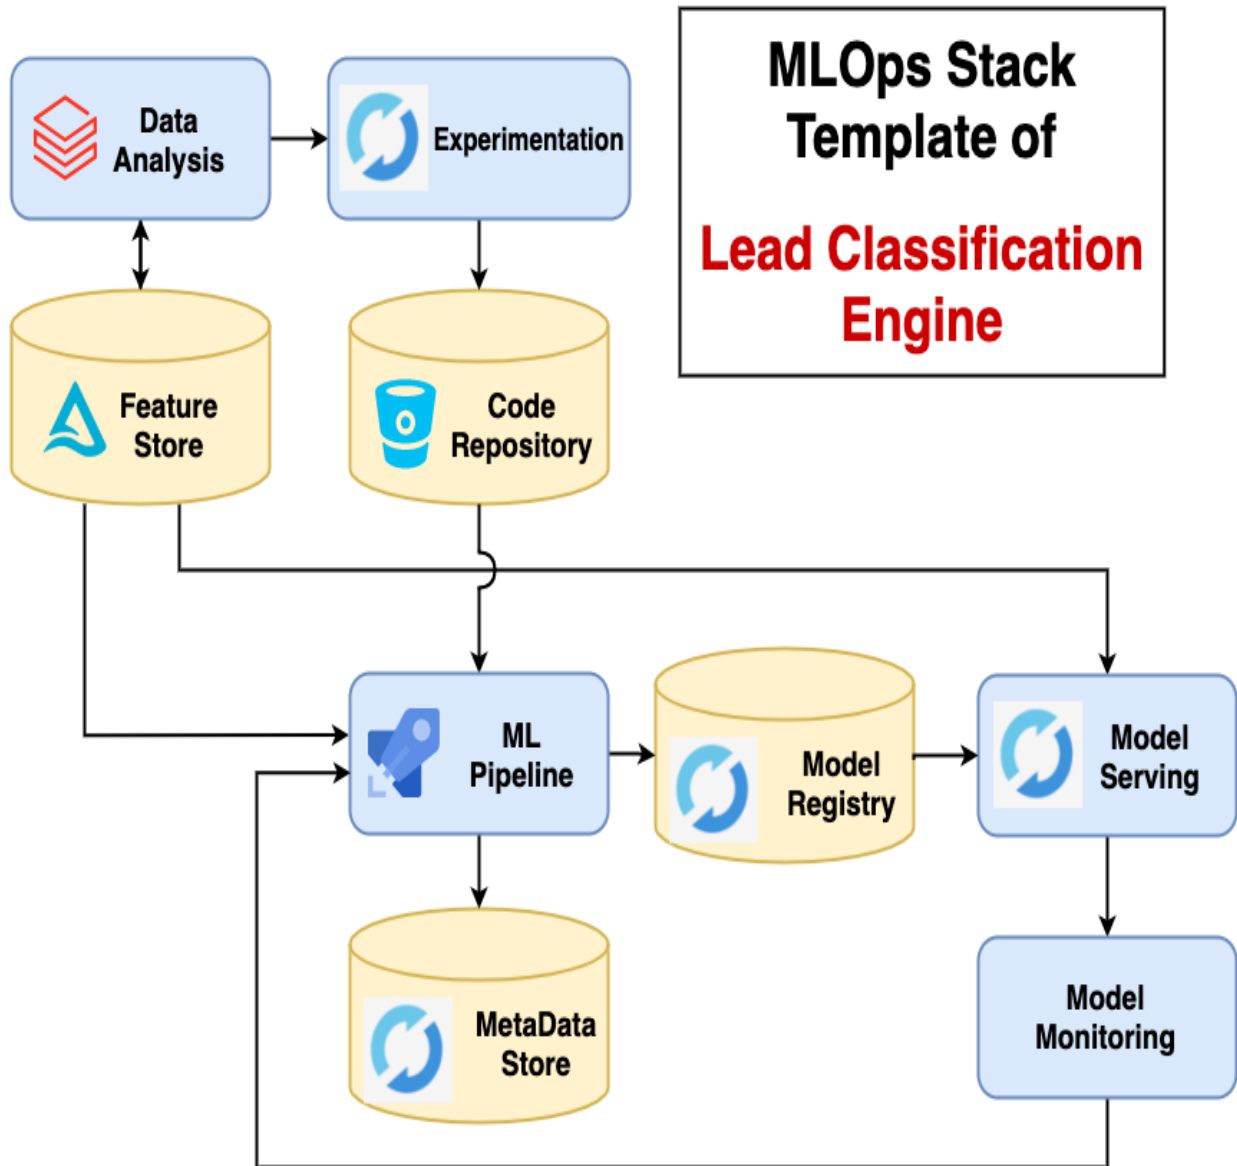 MLOps Stack
Template of
Lead Classification
Engine
Data
Analysis
Experimentation
Feature
Store
Code
Repository
ML
Pipeline
Model
Registry
Model
Serving
MetaData
Store
Model
Monitoring